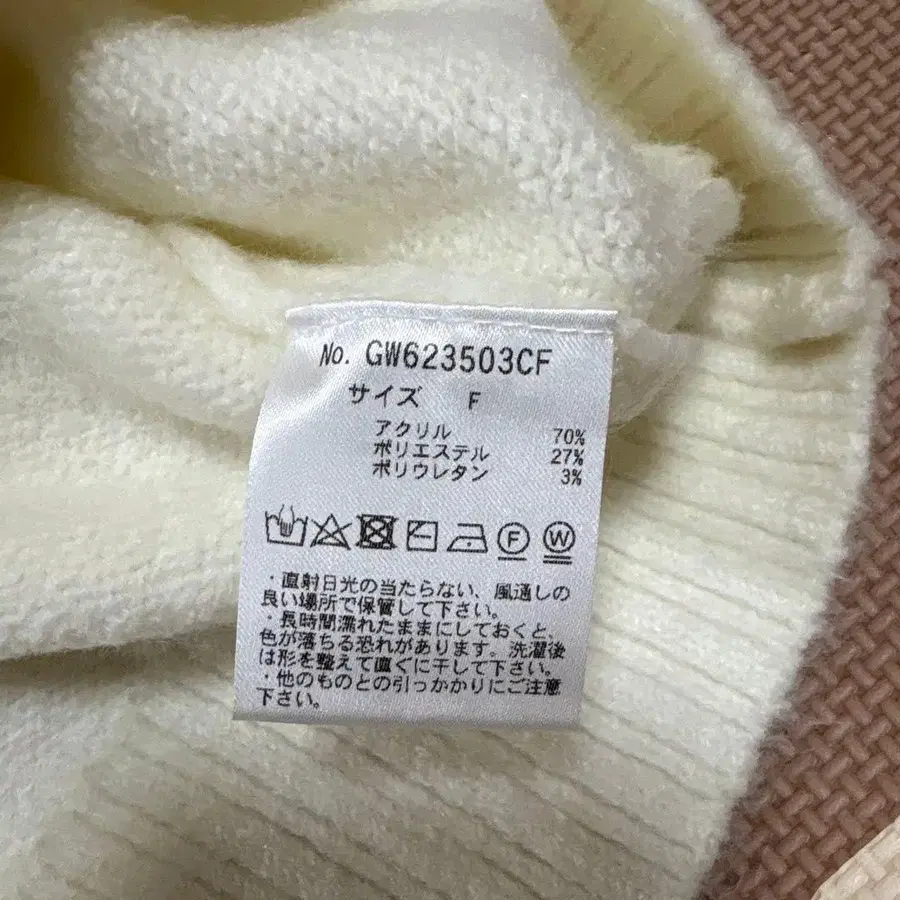 No. GW623503CF
サイズ F
アクリル 70%
ポリエステル 27%
ポリウレタン 3%
F W
・直射日光の当たらない、風通しの
良い場所で保管して下さい。
・長時間濡れたままにしておくと、
色が落ちる恐れがあります。洗濯後
は形を整えて直ぐに干して下さい。
・他のものとの引っかかりにご注意
下さい。